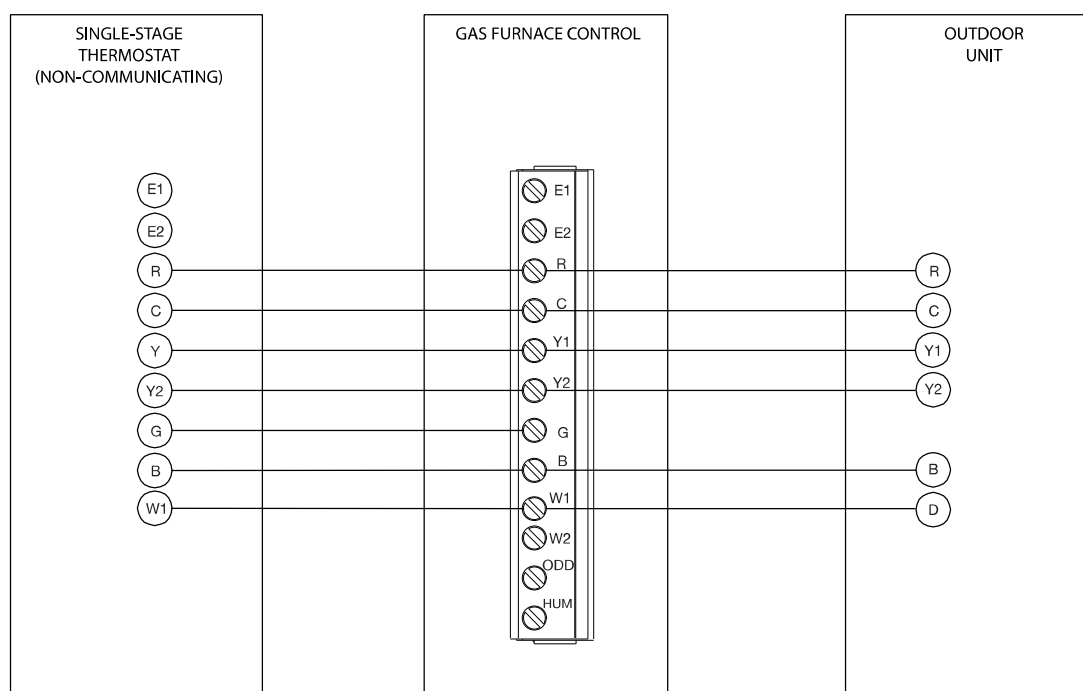 SINGLE-STAGE
THERMOSTAT
(NON-COMMUNICATING)
E1
E2
R
C
Y
Y2
G
B
W1
GAS FURNACE CONTROL
E1
E2
R
C
Y1
Y2
G
B
W1
W2
ODD
HUM
OUTDOOR
UNIT
R
C
Y1
Y2
B
D